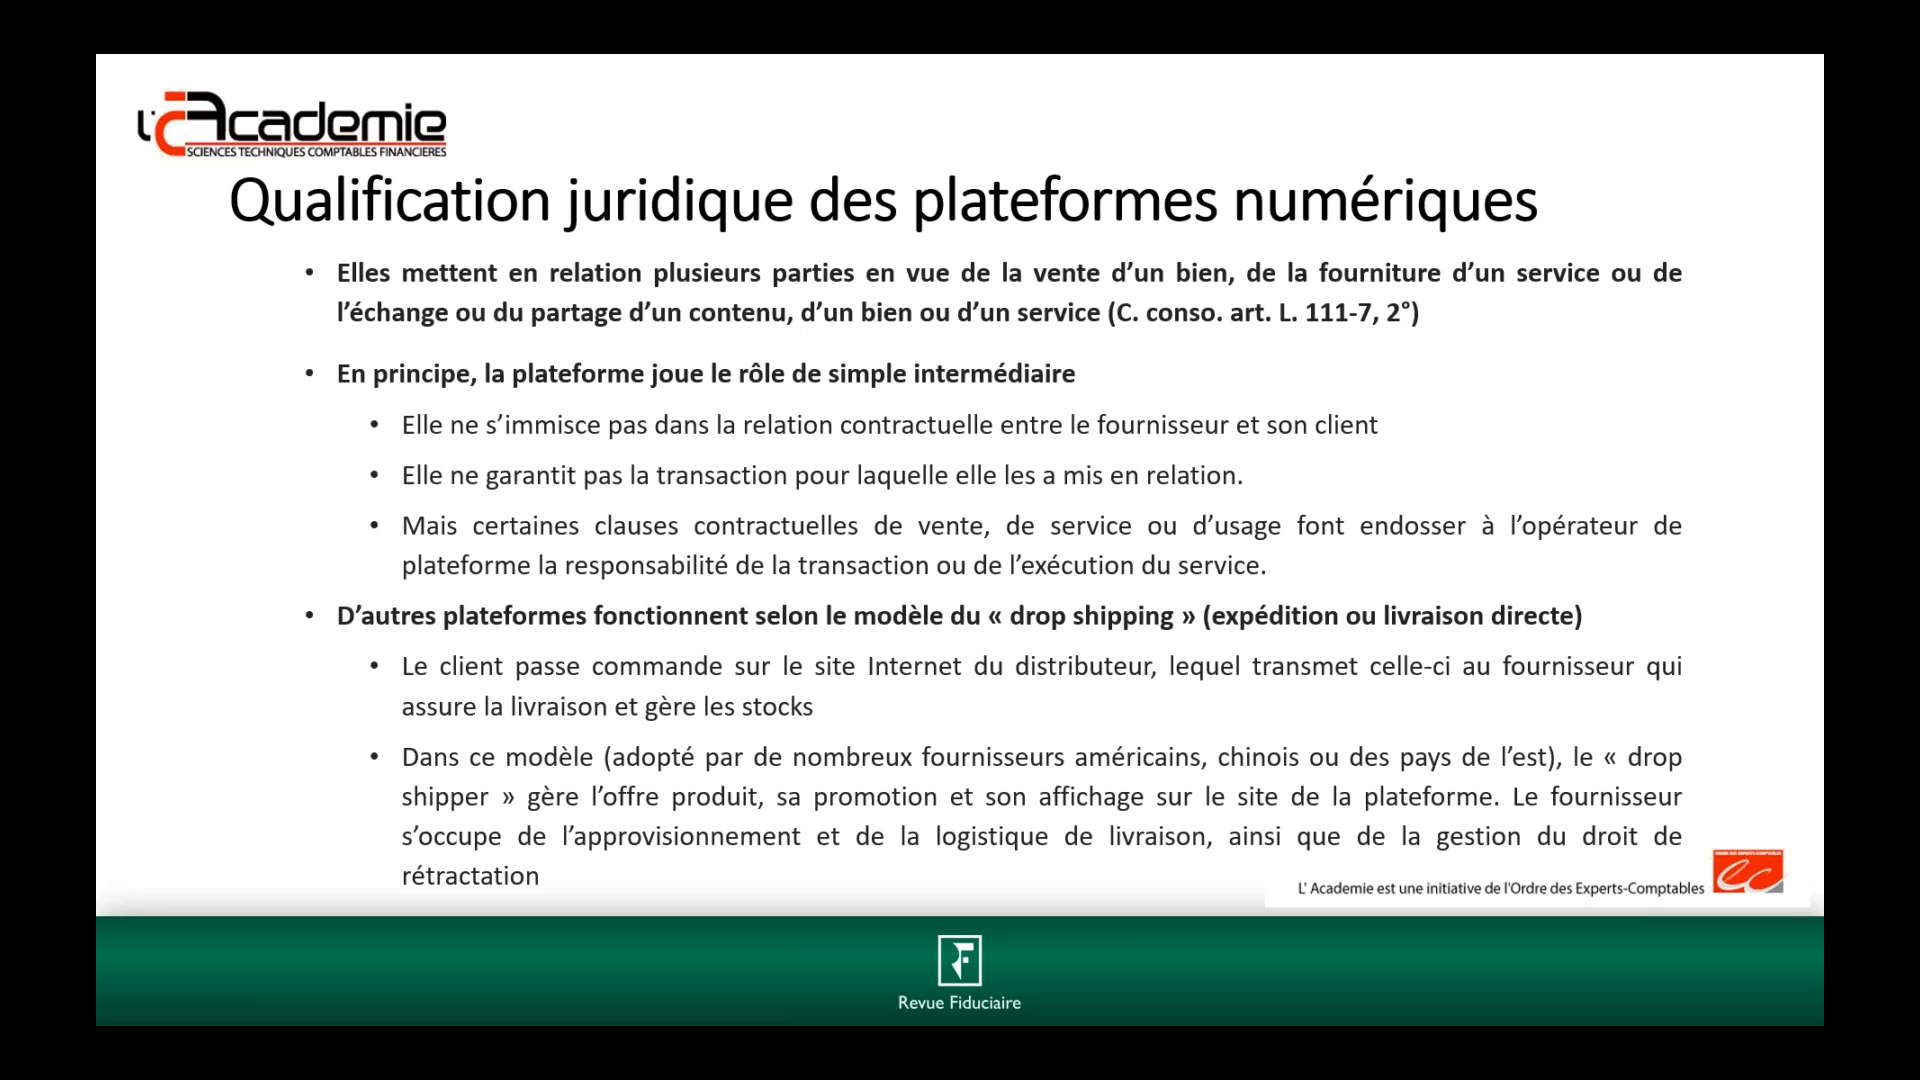 L'Academie
SCIENCES TECHNIQUES COMPTABLES FINANCIERES
Qualification juridique des plateformes numériques
• Elles mettent en relation plusieurs parties en vue de la vente d’un bien, de la fourniture d’un service ou de
l’échange ou du partage d’un contenu, d’un bien ou d’un service (C. conso. art. L. 111-7, 2°)
• En principe, la plateforme joue le rôle de simple intermédiaire
• Elle ne s’immisce pas dans la relation contractuelle entre le fournisseur et son client
• Elle ne garantit pas la transaction pour laquelle elle les a mis en relation.
• Mais certaines clauses contractuelles de vente, de service ou d’usage font endosser à l’opérateur de
plateforme la responsabilité de la transaction ou de l’exécution du service.
• D’autres plateformes fonctionnent selon le modèle du « drop shipping » (expédition ou livraison directe)
• Le client passe commande sur le site Internet du distributeur, lequel transmet celle-ci au fournisseur qui
assure la livraison et gère les stocks
• Dans ce modèle (adopté par de nombreux fournisseurs américains, chinois ou des pays de l’est), le « drop
shipper » gère l’offre produit, sa promotion et son affichage sur le site de la plateforme. Le fournisseur
s’occupe de l’approvisionnement et de la logistique de livraison, ainsi que de la gestion du droit de
rétractation
ORDRE DES EXPERTS-COMPTABLES
ec
L' Academie est une initiative de l'Ordre des Experts-Comptables
RF
Revue Fiduciaire